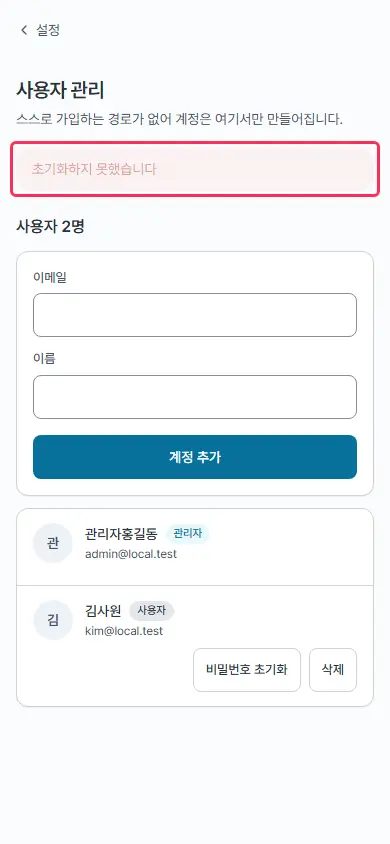 설정
사용자 관리
스스로 가입하는 경로가 없어 계정은 여기서만 만들어집니다.
초기화하지 못했습니다
사용자 2명
이메일
이름
계정 추가
관
관리자홍길동 관리자
admin@local.test
김
김사원 사용자
kim@local.test
비밀번호 초기화 삭제